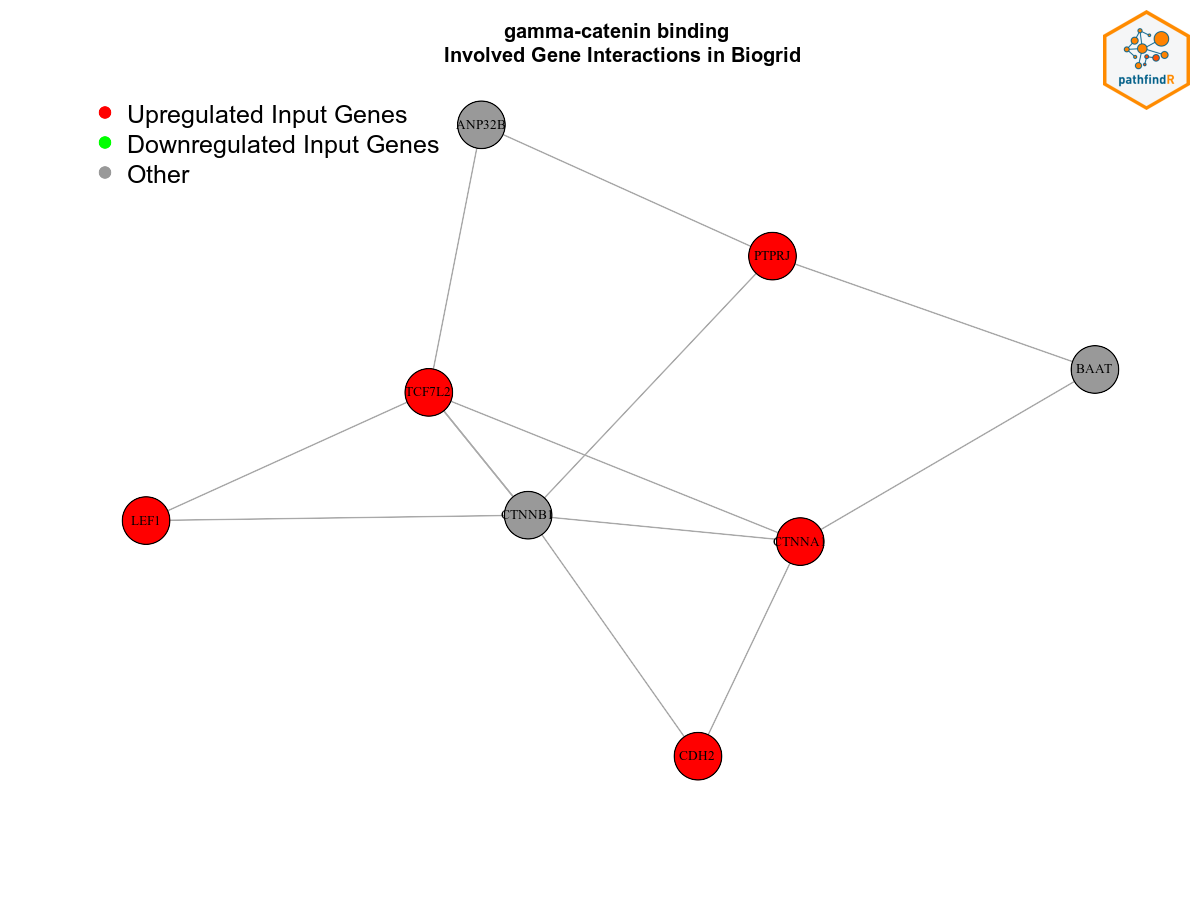 gamma-catenin binding
Involved Gene Interactions in Biogrid
pathfindR
Upregulated Input Genes
Downregulated Input Genes
Other
ANP32B
PTPRJ
BAAT
TCF7L2
CTNNB1
LEF1
CTNNA
CDH2